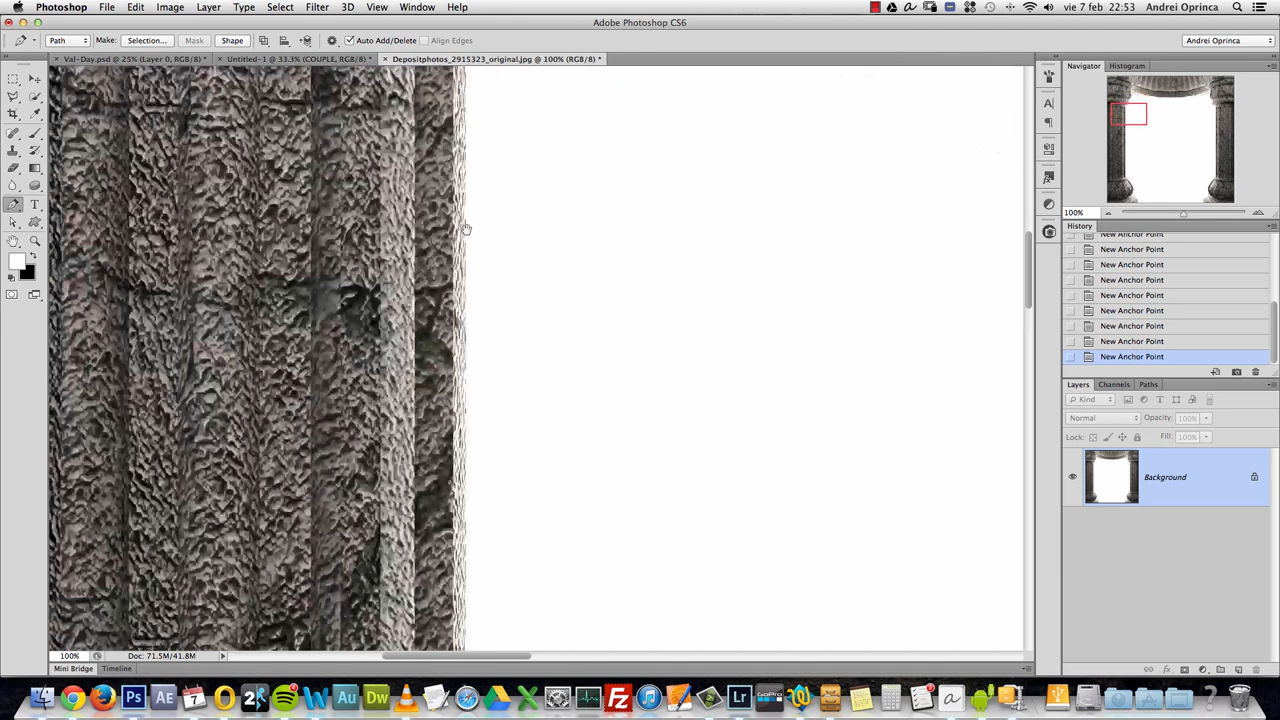 Photoshop File Edit Image Layer Type Select Filter 3D View Window Help vie 7 feb 22:53 Andrei Oprinca
Adobe Photoshop CS6
Path Make: Selection... Mask Shape Auto Add/Delete Align Edges Andrei Oprinca
Val-Day.psd @ 25% (Layer 0, RGB/8) * Untitled-1 @ 33.3% (COUPLE, RGB/8) * Depositphotos_2915323_original.jpg @ 100% (RGB/8) *
Navigator Histogram
100%
History
New Anchor Point
New Anchor Point
New Anchor Point
New Anchor Point
New Anchor Point
New Anchor Point
New Anchor Point
New Anchor Point
New Anchor Point
Layers Channels Paths
Kind
Normal Opacity: 100%
Lock: Fill: 100%
Background
100% Doc: 71.5M/41.8M
Mini Bridge Timeline